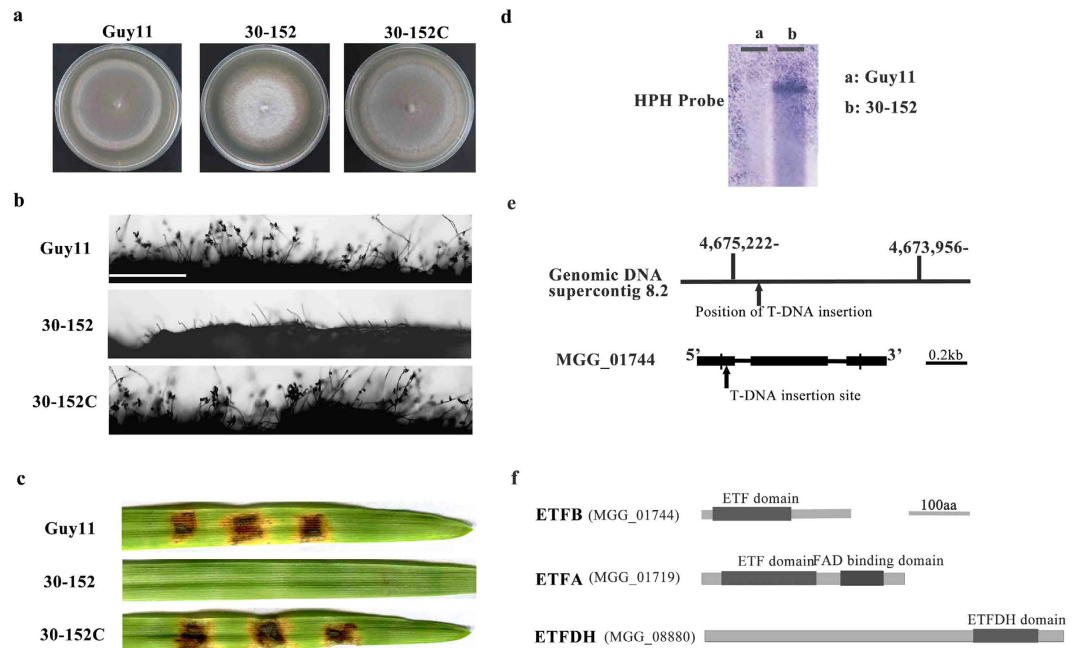 a
Guy11 30-152 30-152C
b
Guy11
30-152
30-152C
c
Guy11
30-152
30-152C
d
a b
HPH Probe
a: Guy11
b: 30-152
e
4,675,222- 4,673,956-
Genomic DNA
supercontig 8.2
Position of T-DNA insertion
MGG_01744 5’ 3’ 0.2kb
T-DNA insertion site
f
ETF domain
ETFB (MGG_01744) 100aa
ETF domain FAD binding domain
ETFA (MGG_01719)
ETFDH domain
ETFDH (MGG_08880)